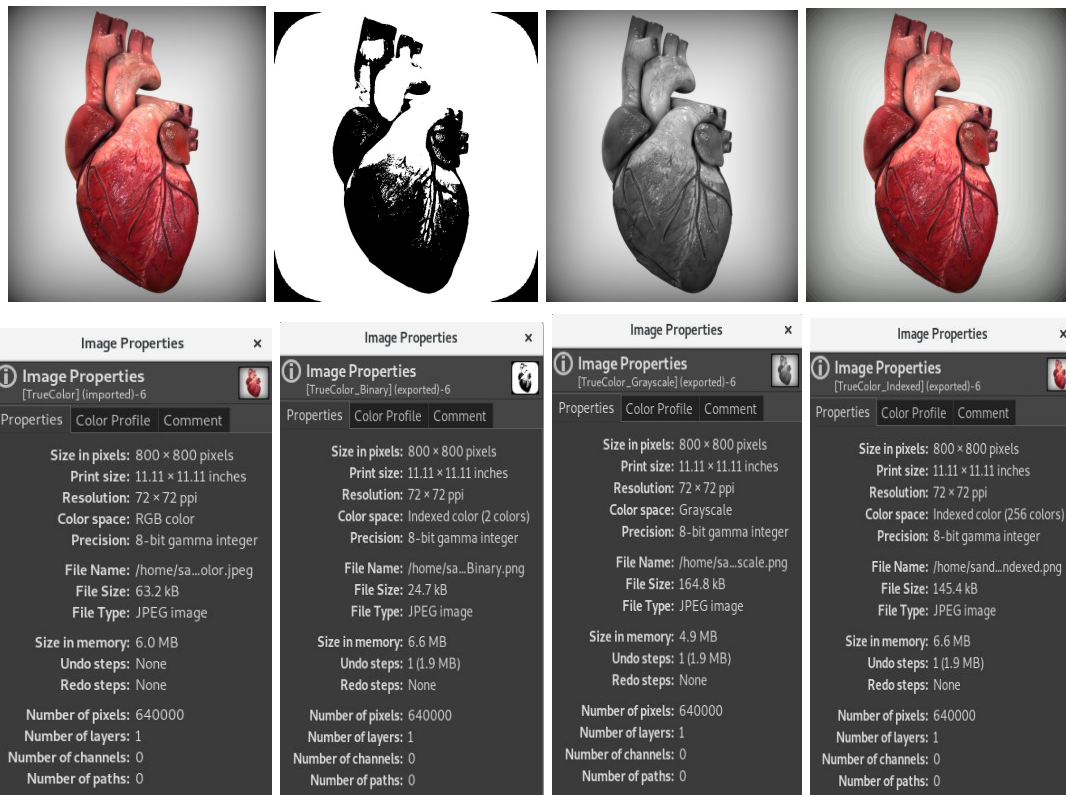 Image Properties ×
Image Properties
[TrueColor] (imported)-6
Properties Color Profile Comment
Size in pixels: 800 × 800 pixels
Print size: 11.11 × 11.11 inches
Resolution: 72 × 72 ppi
Color space: RGB color
Precision: 8-bit gamma integer
File Name: /home/sa...olor.jpeg
File Size: 63.2 kB
File Type: JPEG image
Size in memory: 6.0 MB
Undo steps: None
Redo steps: None
Number of pixels: 640000
Number of layers: 1
Number of channels: 0
Number of paths: 0
Image Properties ×
Image Properties
[TrueColor_Binary] (exported)-6
Properties Color Profile Comment
Size in pixels: 800 × 800 pixels
Print size: 11.11 × 11.11 inches
Resolution: 72 × 72 ppi
Color space: Indexed color (2 colors)
Precision: 8-bit gamma integer
File Name: /home/sa...Binary.png
File Size: 24.7 kB
File Type: JPEG image
Size in memory: 6.6 MB
Undo steps: 1 (1.9 MB)
Redo steps: None
Number of pixels: 640000
Number of layers: 1
Number of channels: 0
Number of paths: 0
Image Properties ×
Image Properties
[TrueColor_Grayscale] (exported)-6
Properties Color Profile Comment
Size in pixels: 800 × 800 pixels
Print size: 11.11 × 11.11 inches
Resolution: 72 × 72 ppi
Color space: Grayscale
Precision: 8-bit gamma integer
File Name: /home/sa...scale.png
File Size: 164.8 kB
File Type: JPEG image
Size in memory: 4.9 MB
Undo steps: 1 (1.9 MB)
Redo steps: None
Number of pixels: 640000
Number of layers: 1
Number of channels: 0
Number of paths: 0
Image Properties ×
Image Properties
[TrueColor_Indexed] (exported)-6
Properties Color Profile Comment
Size in pixels: 800 × 800 pixels
Print size: 11.11 × 11.11 inches
Resolution: 72 × 72 ppi
Color space: Indexed color (256 colors)
Precision: 8-bit gamma integer
File Name: /home/sand...ndexed.png
File Size: 145.4 kB
File Type: JPEG image
Size in memory: 6.6 MB
Undo steps: 1 (1.9 MB)
Redo steps: None
Number of pixels: 640000
Number of layers: 1
Number of channels: 0
Number of paths: 0